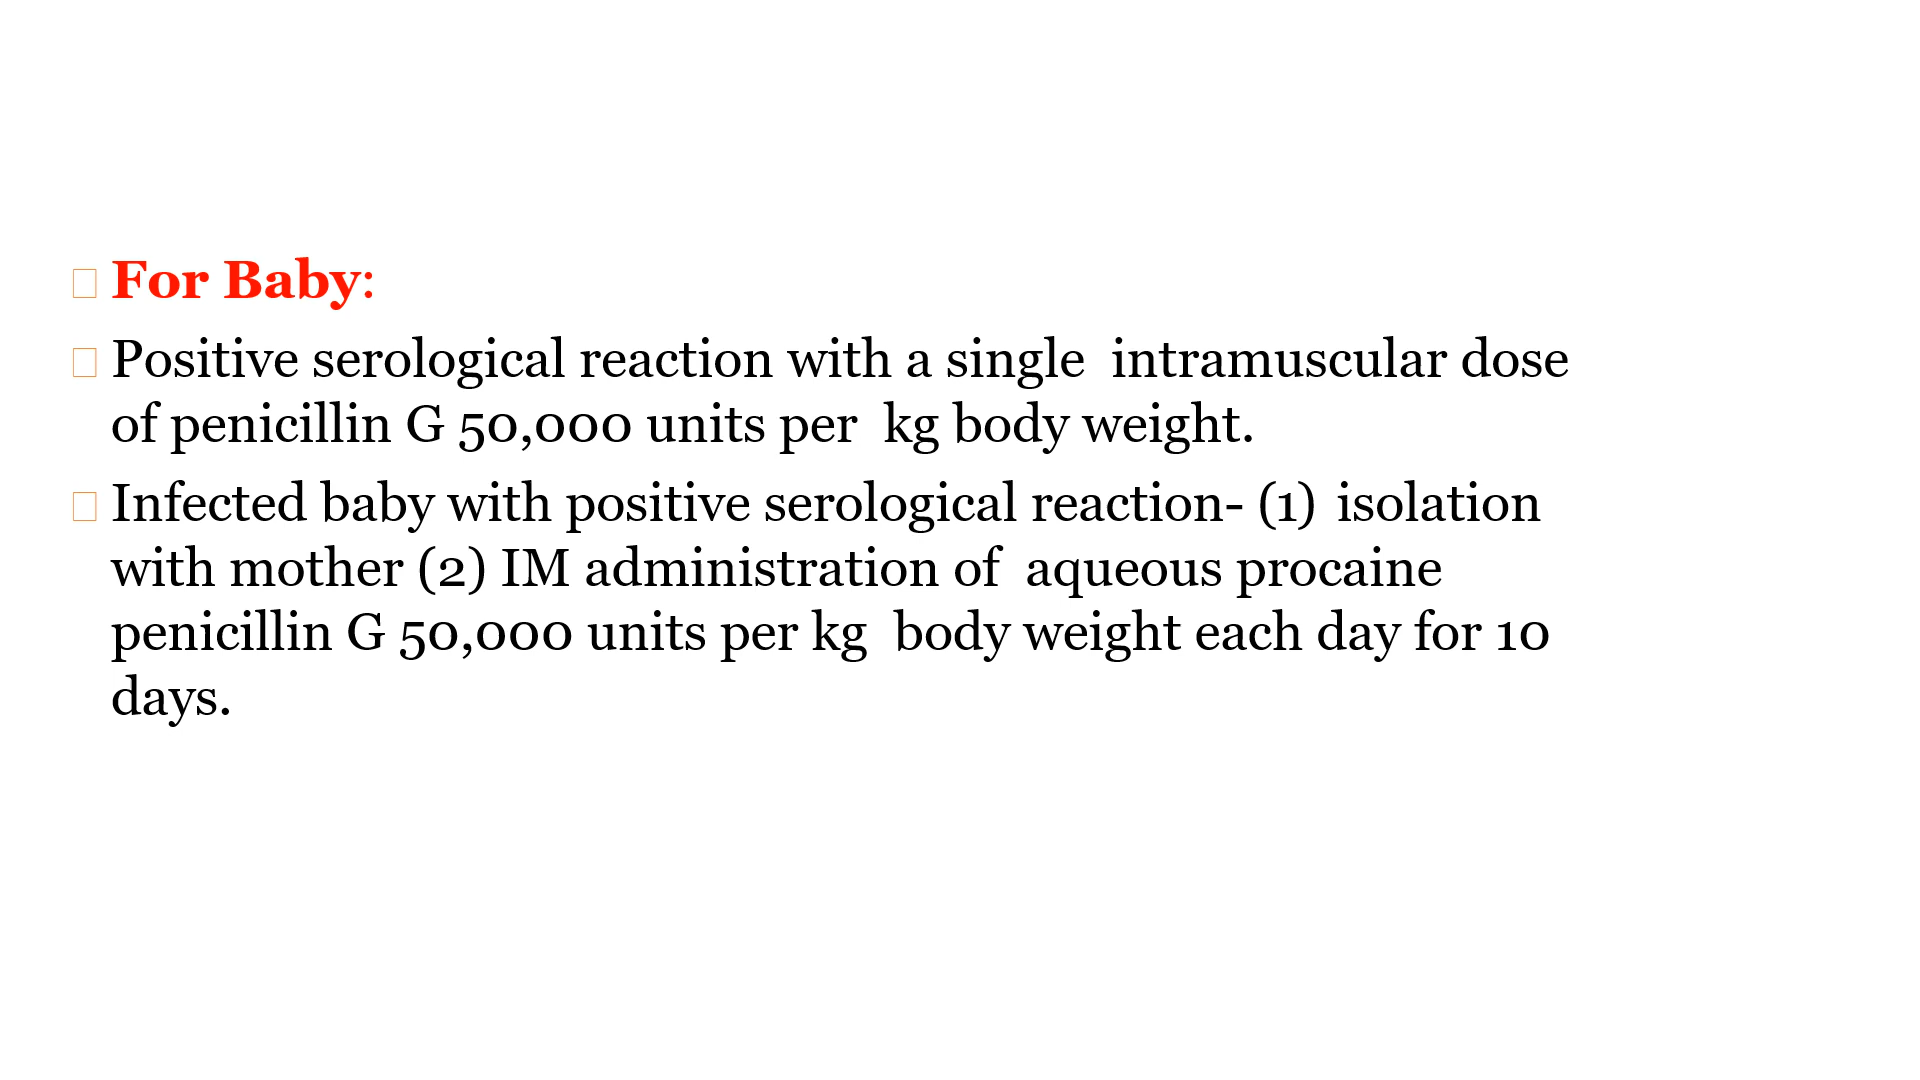 For Baby:
Positive serological reaction with a single intramuscular dose
of penicillin G 50,000 units per kg body weight.
Infected baby with positive serological reaction- (1) isolation
with mother (2) IM administration of aqueous procaine
penicillin G 50,000 units per kg body weight each day for 10
days.